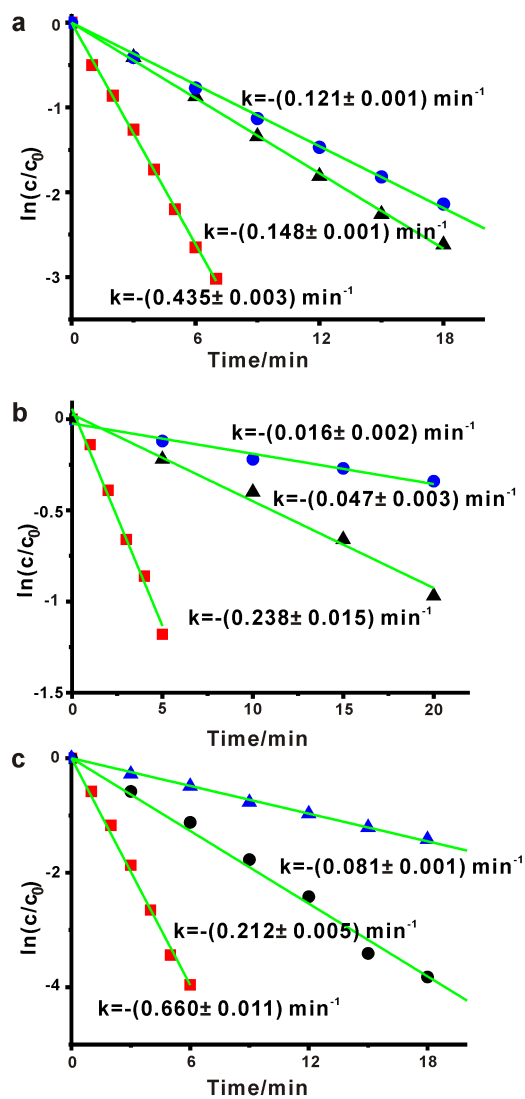 a
0
-1
-2
-3
ln(c/c0)
k=-(0.121± 0.001) min-1
k=-(0.148± 0.001) min-1
k=-(0.435± 0.003) min-1
0
6
12
18
Time/min
b
0
-0.5
-1
-1.5
ln(c/c0)
k=-(0.016± 0.002) min-1
k=-(0.047± 0.003) min-1
k=-(0.238± 0.015) min-1
0
5
10
15
20
Time/min
c
0
-2
-4
ln(c/c0)
k=-(0.081± 0.001) min-1
k=-(0.212± 0.005) min-1
k=-(0.660± 0.011) min-1
0
6
12
18
Time/min